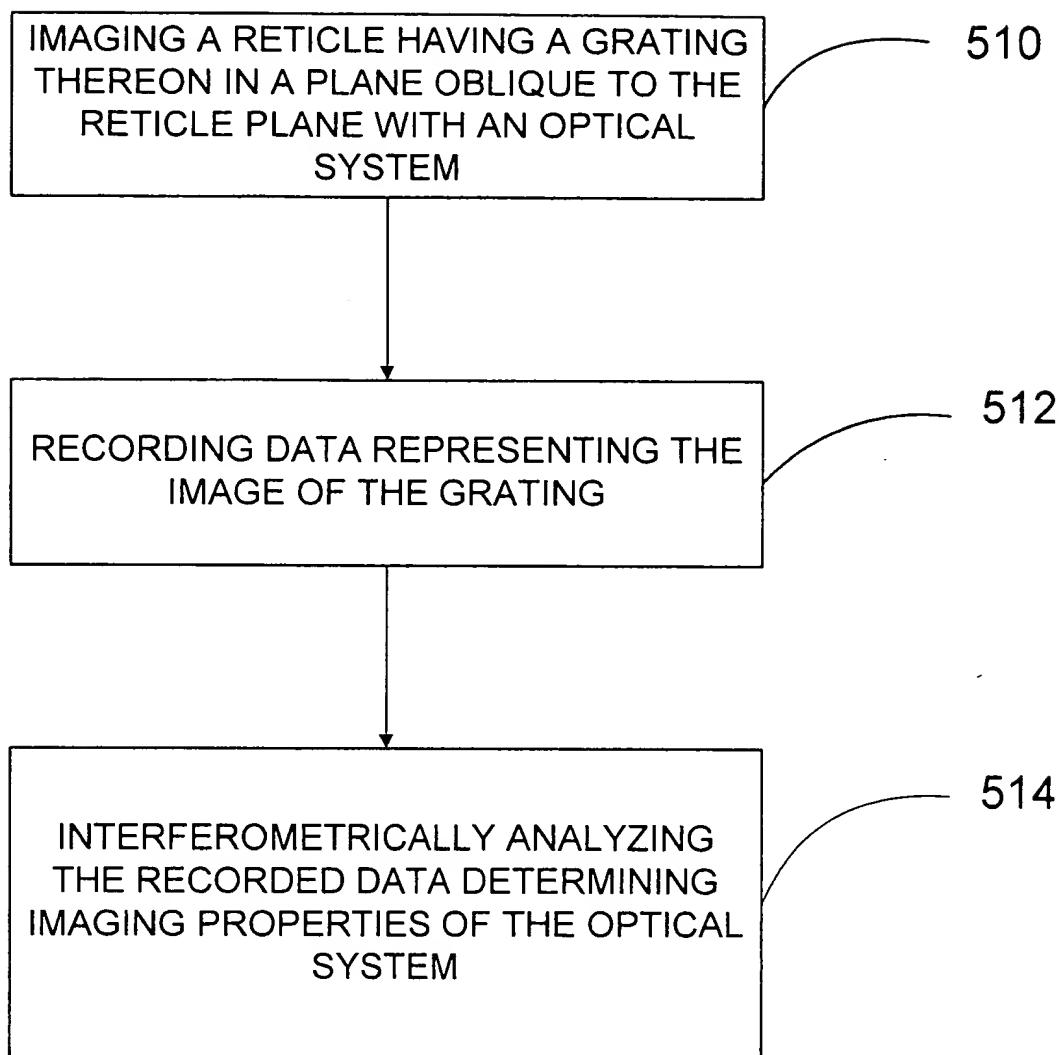 IMAGING A RETICLE HAVING A GRATING
THEREON IN A PLANE OBLIQUE TO THE
RETICLE PLANE WITH AN OPTICAL
SYSTEM
510
RECORDING DATA REPRESENTING THE
IMAGE OF THE GRATING
512
INTERFEROMETRICALLY ANALYZING
THE RECORDED DATA DETERMINING
IMAGING PROPERTIES OF THE OPTICAL
SYSTEM
514